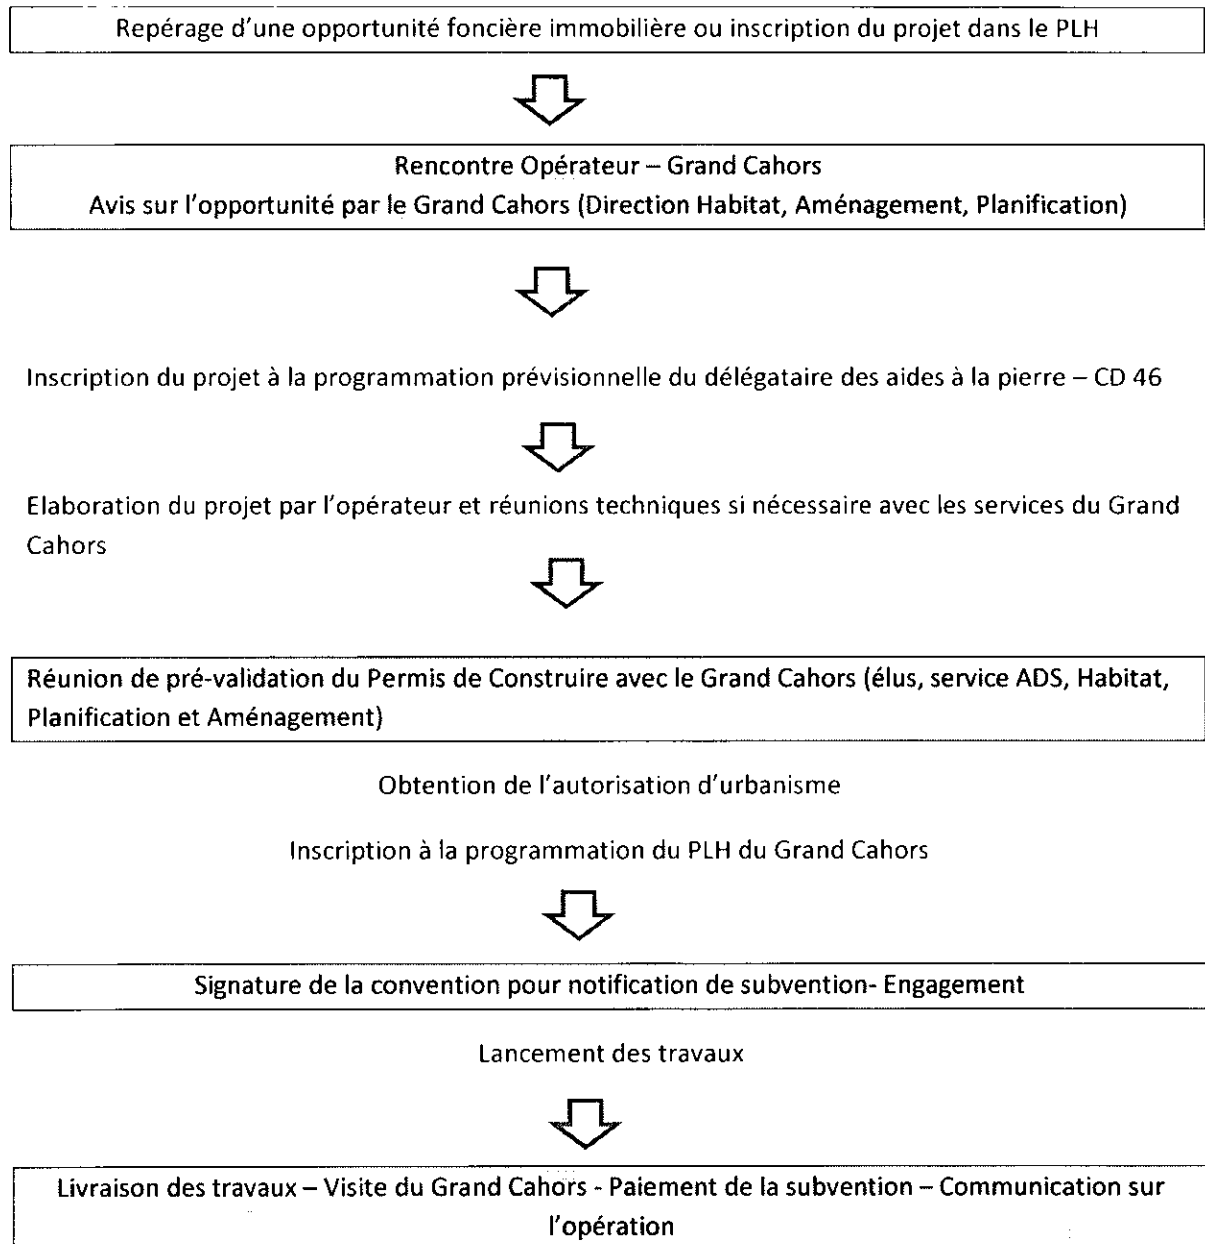 Repérage d'une opportunité foncière immobilière ou inscription du projet dans le PLH
Rencontre Opérateur – Grand Cahors
Avis sur l'opportunité par le Grand Cahors (Direction Habitat, Aménagement, Planification)
Inscription du projet à la programmation prévisionnelle du délégataire des aides à la pierre – CD 46
Elaboration du projet par l'opérateur et réunions techniques si nécessaire avec les services du Grand
Cahors
Réunion de pré-validation du Permis de Construire avec le Grand Cahors (élus, service ADS, Habitat,
Planification et Aménagement)
Obtention de l'autorisation d'urbanisme
Inscription à la programmation du PLH du Grand Cahors
Signature de la convention pour notification de subvention- Engagement
Lancement des travaux
Livraison des travaux – Visite du Grand Cahors - Paiement de la subvention – Communication sur
l'opération